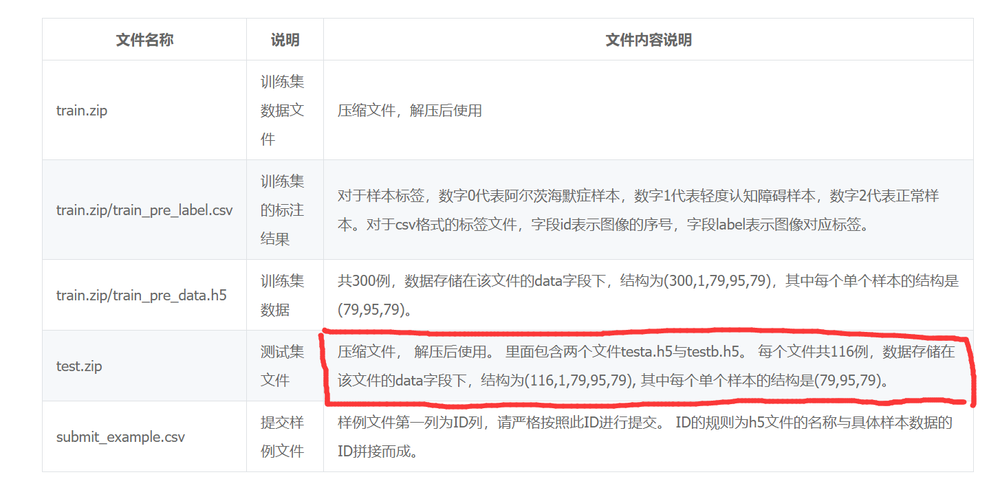 文件名称 说明 文件内容说明
训练集
数据文
件
train.zip
压缩文件，解压后使用
训练集
的标注
结果
train.zip/train_pre_label.csv
对于样本标签，数字0代表阿尔茨海默症样本，数字1代表轻度认知障碍样本，数字2代表正常样
本。对于csv格式的标签文件，字段id表示图像的序号，字段label表示图像对应标签。
train.zip/train_pre_data.h5
训练集
数据
共300例，数据存储在该文件的data字段下，结构为(300,1,79,95,79)，其中每个单个样本的结构是
(79,95,79)。
test.zip
测试集
文件
压缩文件， 解压后使用。 里面包含两个文件testa.h5与testb.h5。 每个文件共116例，数据存储在
该文件的data字段下，结构为(116,1,79,95,79), 其中每个单个样本的结构是(79,95,79)。
submit_example.csv
提交样
例文件
样例文件第一列为ID列，请严格按照此ID进行提交。 ID的规则为h5文件的名称与具体样本数据的
ID拼接而成。